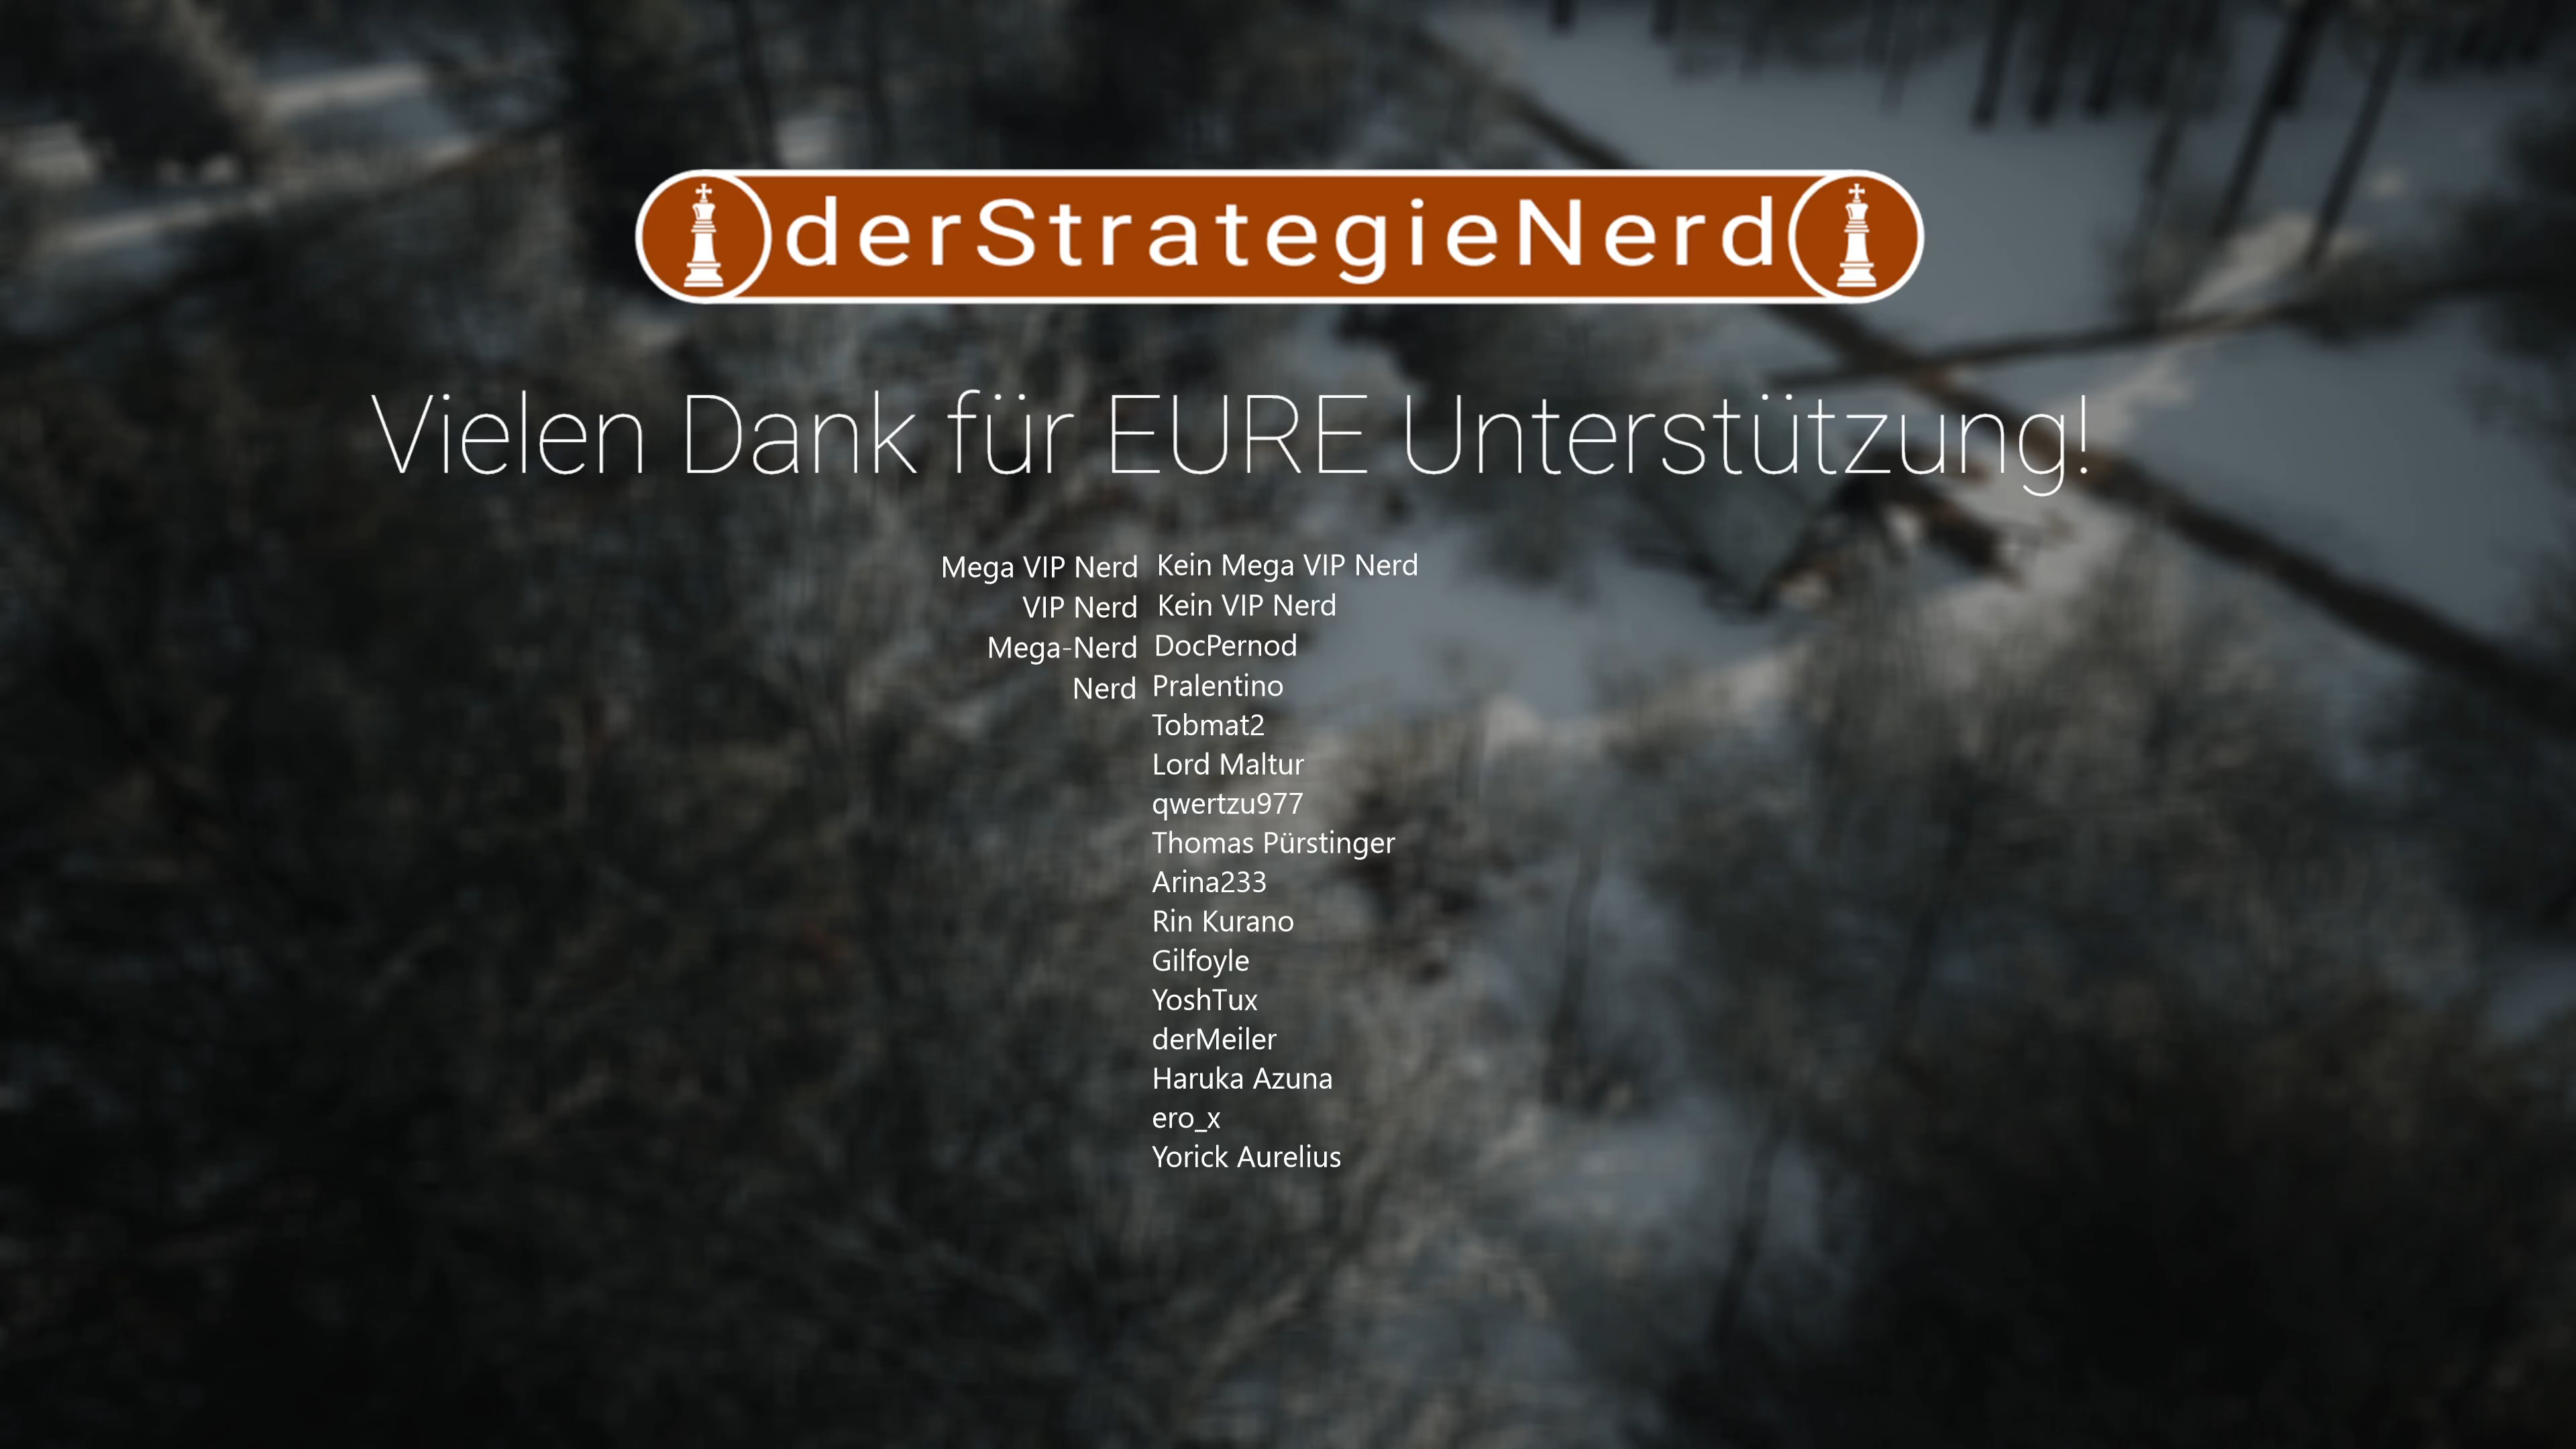 derStrategieNerd
Vielen Dank für EURE Unterstützung!
Mega VIP Nerd Kein Mega VIP Nerd
VIP Nerd Kein VIP Nerd
Mega-Nerd DocPernod
Nerd Pralentino
Tobmat2
Lord Maltur
qwertzu977
Thomas Pürstinger
Arina233
Rin Kurano
Gilfoyle
YoshTux
derMeiler
Haruka Azuna
ero_x
Yorick Aurelius